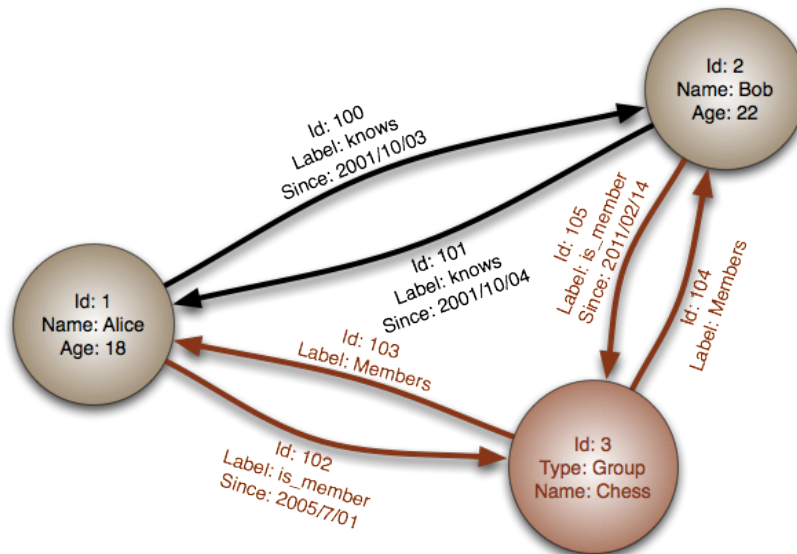 Id: 2
Name: Bob
Age: 22
Id: 100
Label: knows
Since: 2001/10/03
Id: 101
Label: knows
Since: 2001/10/04
Id: 105
Label: is_member
Since: 2011/02/14
Id: 104
Label: Members
Id: 1
Name: Alice
Age: 18
Id: 103
Label: Members
Id: 102
Label: is_member
Since: 2005/7/01
Id: 3
Type: Group
Name: Chess